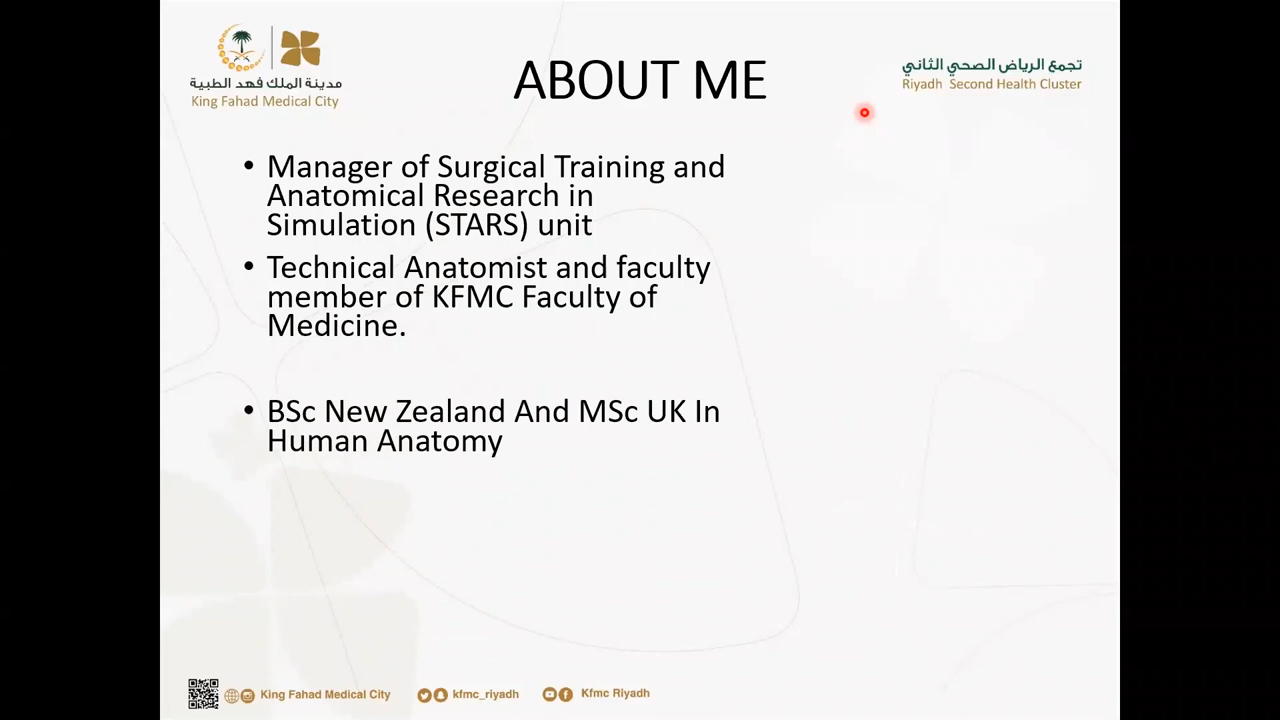 مدينة الملك فهد الطبية
King Fahad Medical City
ABOUT ME
تجمع الرياض الصحي الثاني
Riyadh Second Health Cluster
• Manager of Surgical Training and
Anatomical Research in
Simulation (STARS) unit
• Technical Anatomist and faculty
member of KFMC Faculty of
Medicine.
• BSc New Zealand And MSc UK In
Human Anatomy
King Fahad Medical City
kfmc_riyadh
Kfmc Riyadh